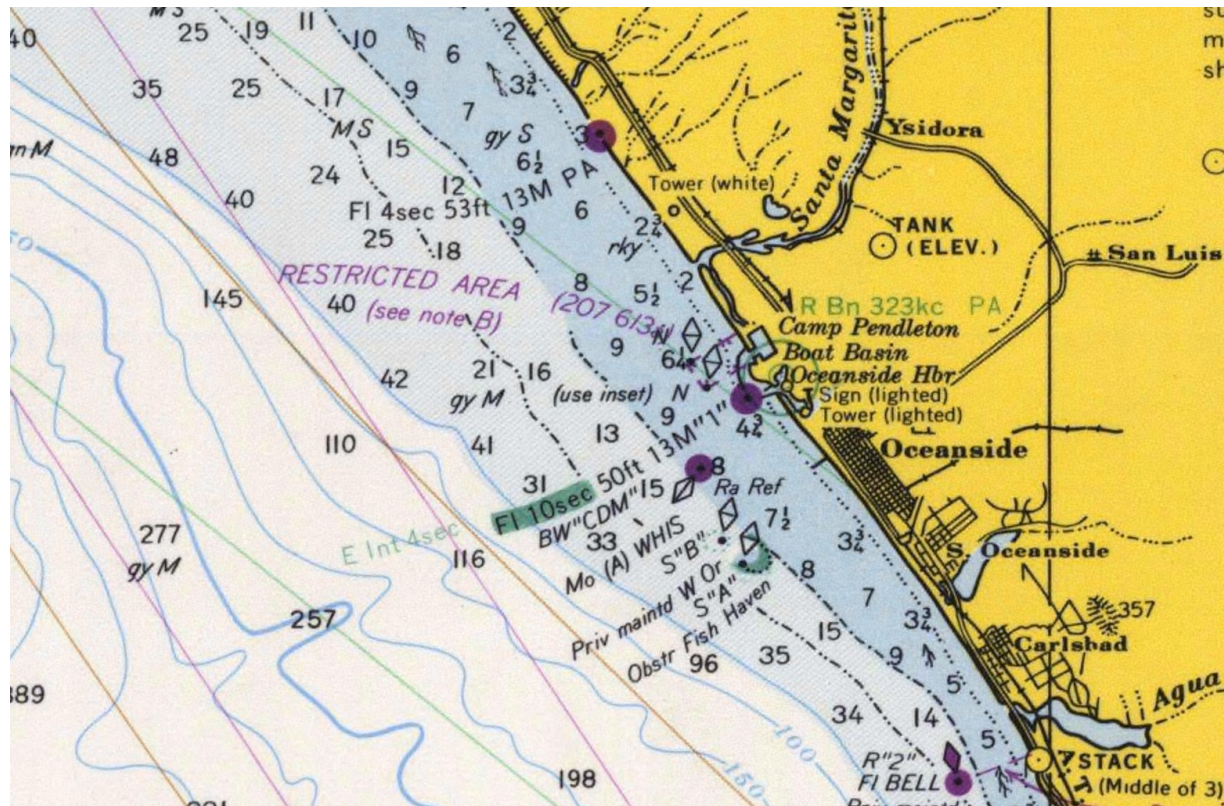 M S
25
19
11
10
2
su
40
6
m
35
25
17
9
3¾
sh
7
M S
gy S
3
Ysidora
15
48
6½
24
12
13M PA
Tower (white)
Santa Margarit
40
Fl 4sec 53ft
9
6
2¾
TANK
(ELEV.)
25
18
rky
San Luis
RESTRICTED AREA
(see note B)
8
5½
2
145
40
(207 613
R Bn 323kc PA
Camp Pendleton
Boat Basin
Oceanside Hbr
N
9
6¼
21
16
42
gy M
(use inset)
N
Sign (lighted)
Tower (lighted)
9
4¾
110
41
13
13M "1"
Oceanside
31
50ft
8
Fl 10sec
15
Ra Ref
BW "CDM"
277
gy M
E Int 4sec
33
7½
3¾
S. Oceanside
116
Mo (A) WHIS
S "B"
8
Priv maintd W Or
S "A"
7
357
257
Obstr Fish Haven
15
3¾
Carlsbad
96
35
9
389
5
Agua
34
14
100
5
R "2"
Fl BELL
STACK
(Middle of 3)
150
198